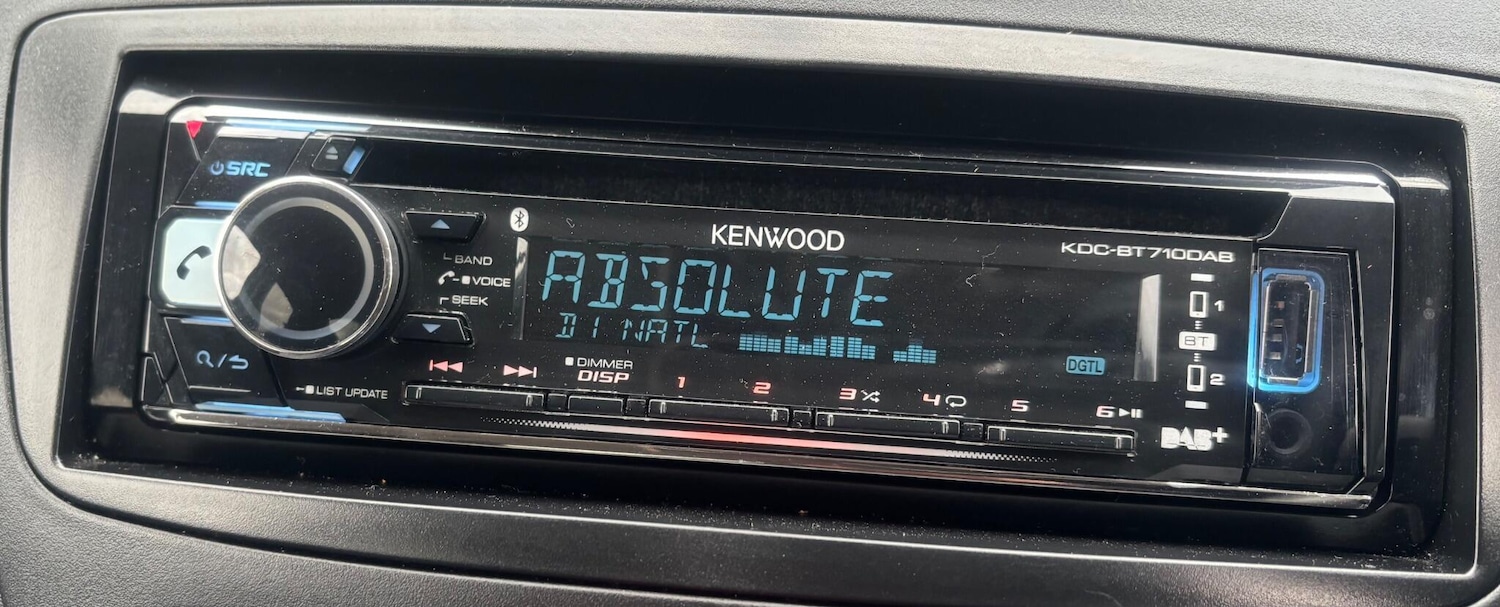 SRC
KENWOOD
KDC-BT710DAB
BAND
VOICE
SEEK
ABSOLUTE
D1 NATL
DGTL
1
BT
2
DIMMER
DISP
LIST UPDATE
1
2
3
4
5
6
DAB+